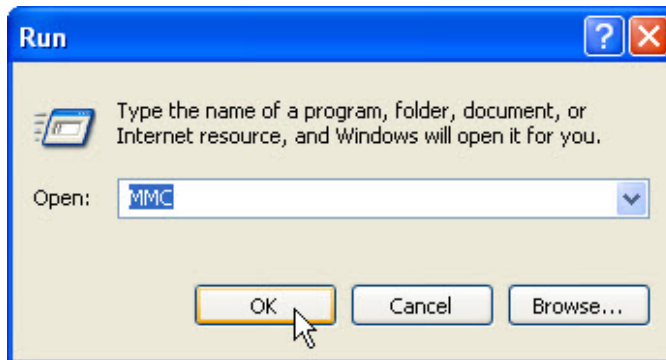 Run
Type the name of a program, folder, document, or
Internet resource, and Windows will open it for you.
Open: MMC
OK Cancel Browse...